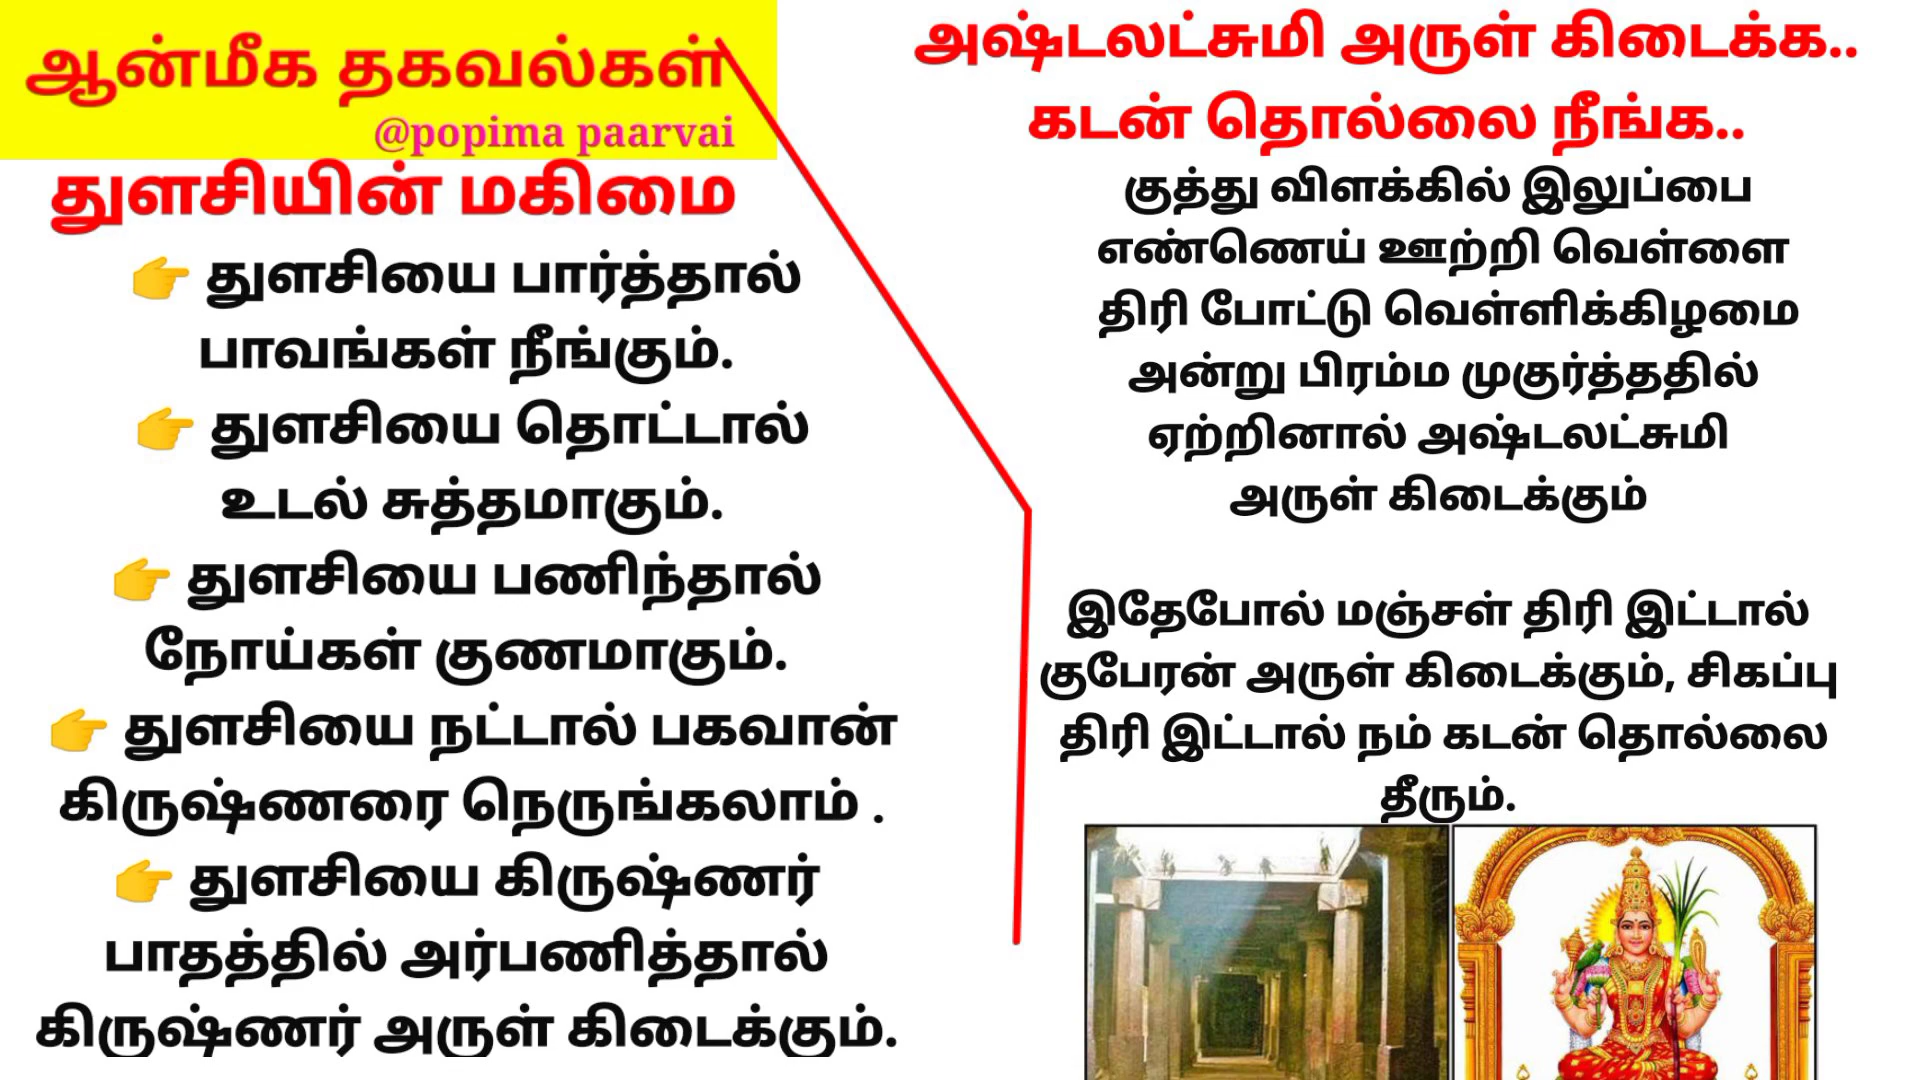 ஆன்மீக தகவல்கள்
@popima paarvai
துளசியின் மகிமை
👉 துளசியை பார்த்தால்
பாவங்கள் நீங்கும்.
👉 துளசியை தொட்டால்
உடல் சுத்தமாகும்.
👉 துளசியை பணிந்தால்
நோய்கள் குணமாகும்.
👉 துளசியை நட்டால் பகவான்
கிருஷ்ணரை நெருங்கலாம் .
👉 துளசியை கிருஷ்ணர்
பாதத்தில் அர்பணித்தால்
கிருஷ்ணர் அருள் கிடைக்கும்.
அஷ்டலட்சுமி அருள் கிடைக்க..
கடன் தொல்லை நீங்க..
குத்து விளக்கில் இலுப்பை
எண்ணெய் ஊற்றி வெள்ளை
திரி போட்டு வெள்ளிக்கிழமை
அன்று பிரம்ம முகுர்த்ததில்
ஏற்றினால் அஷ்டலட்சுமி
அருள் கிடைக்கும்
இதேபோல் மஞ்சள் திரி இட்டால்
குபேரன் அருள் கிடைக்கும், சிகப்பு
திரி இட்டால் நம் கடன் தொல்லை
தீரும்.